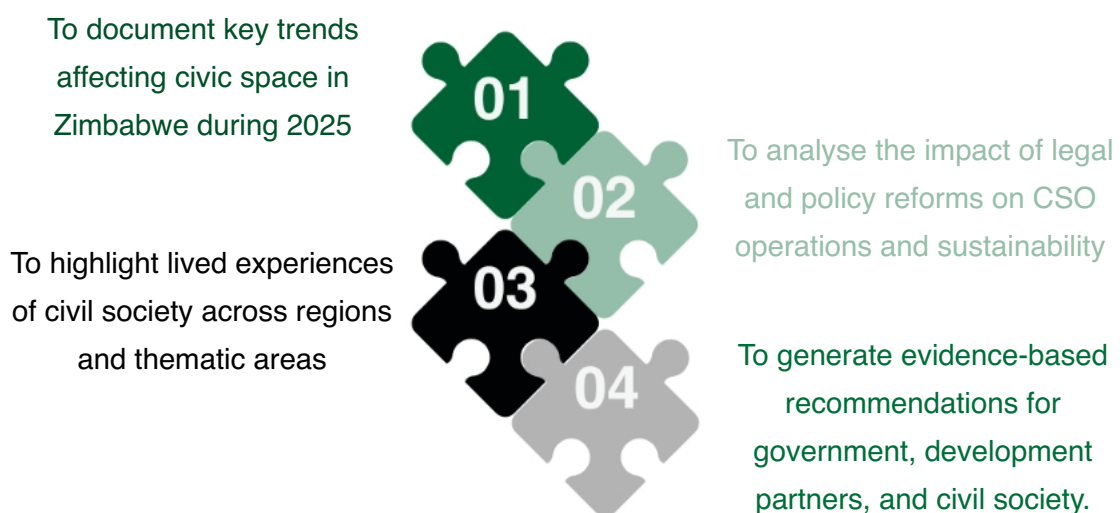 To document key trends
affecting civic space in
Zimbabwe during 2025
01
To analyse the impact of legal
and policy reforms on CSO
operations and sustainability
02
To highlight lived experiences
of civil society across regions
and thematic areas
03
To generate evidence-based
recommendations for
government, development
partners, and civil society.
04